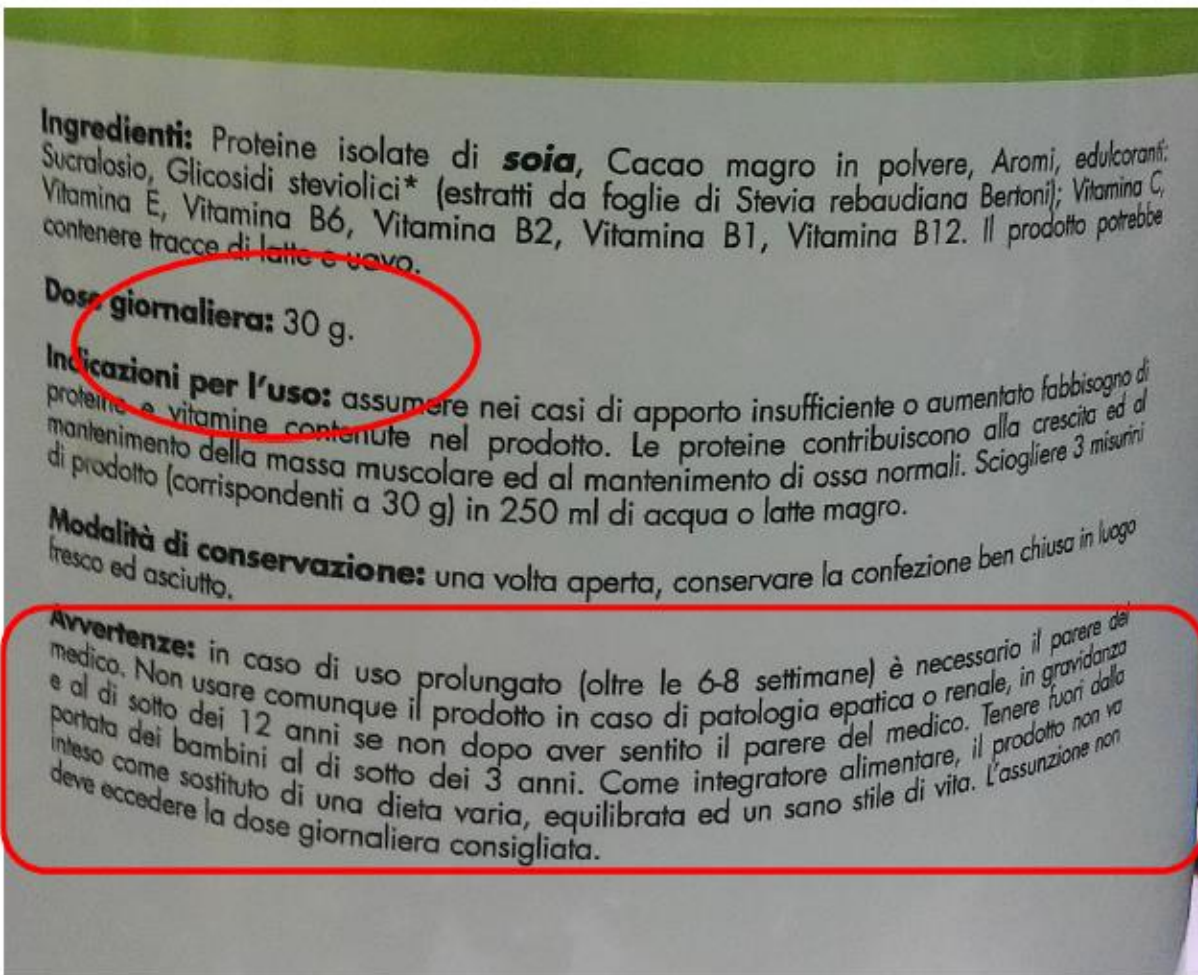 Ingredienti: Proteine isolate di soia, Cacao magro in polvere, Aromi, edulcoranti:
Sucralosio, Glicosidi steviolici* (estratti da foglie di Stevia rebaudiana Bertoni); Vitamina C,
Vitamina E, Vitamina B6, Vitamina B2, Vitamina B1, Vitamina B12. Il prodotto potrebbe
contenere tracce di latte e uovo.
Dose giornaliera: 30 g.
Indicazioni per l'uso: assumere nei casi di apporto insufficiente o aumentato fabbisogno di
proteine e vitamine contenute nel prodotto. Le proteine contribuiscono alla crescita ed al
mantenimento della massa muscolare ed al mantenimento di ossa normali. Sciogliere 3 misurini
di prodotto (corrispondenti a 30 g) in 250 ml di acqua o latte magro.
Modalità di conservazione: una volta aperta, conservare la confezione ben chiusa in luogo
fresco ed asciutto.
Avvertenze: in caso di uso prolungato (oltre le 6-8 settimane) è necessario il parere del
medico. Non usare comunque il prodotto in caso di patologia epatica o renale, in gravidanza
e al di sotto dei 12 anni se non dopo aver sentito il parere del medico. Tenere fuori dalla
portata dei bambini al di sotto dei 3 anni. Come integratore alimentare, il prodotto non va
inteso come sostituto di una dieta varia, equilibrata ed un sano stile di vita. L'assunzione non
deve eccedere la dose giornaliera consigliata.